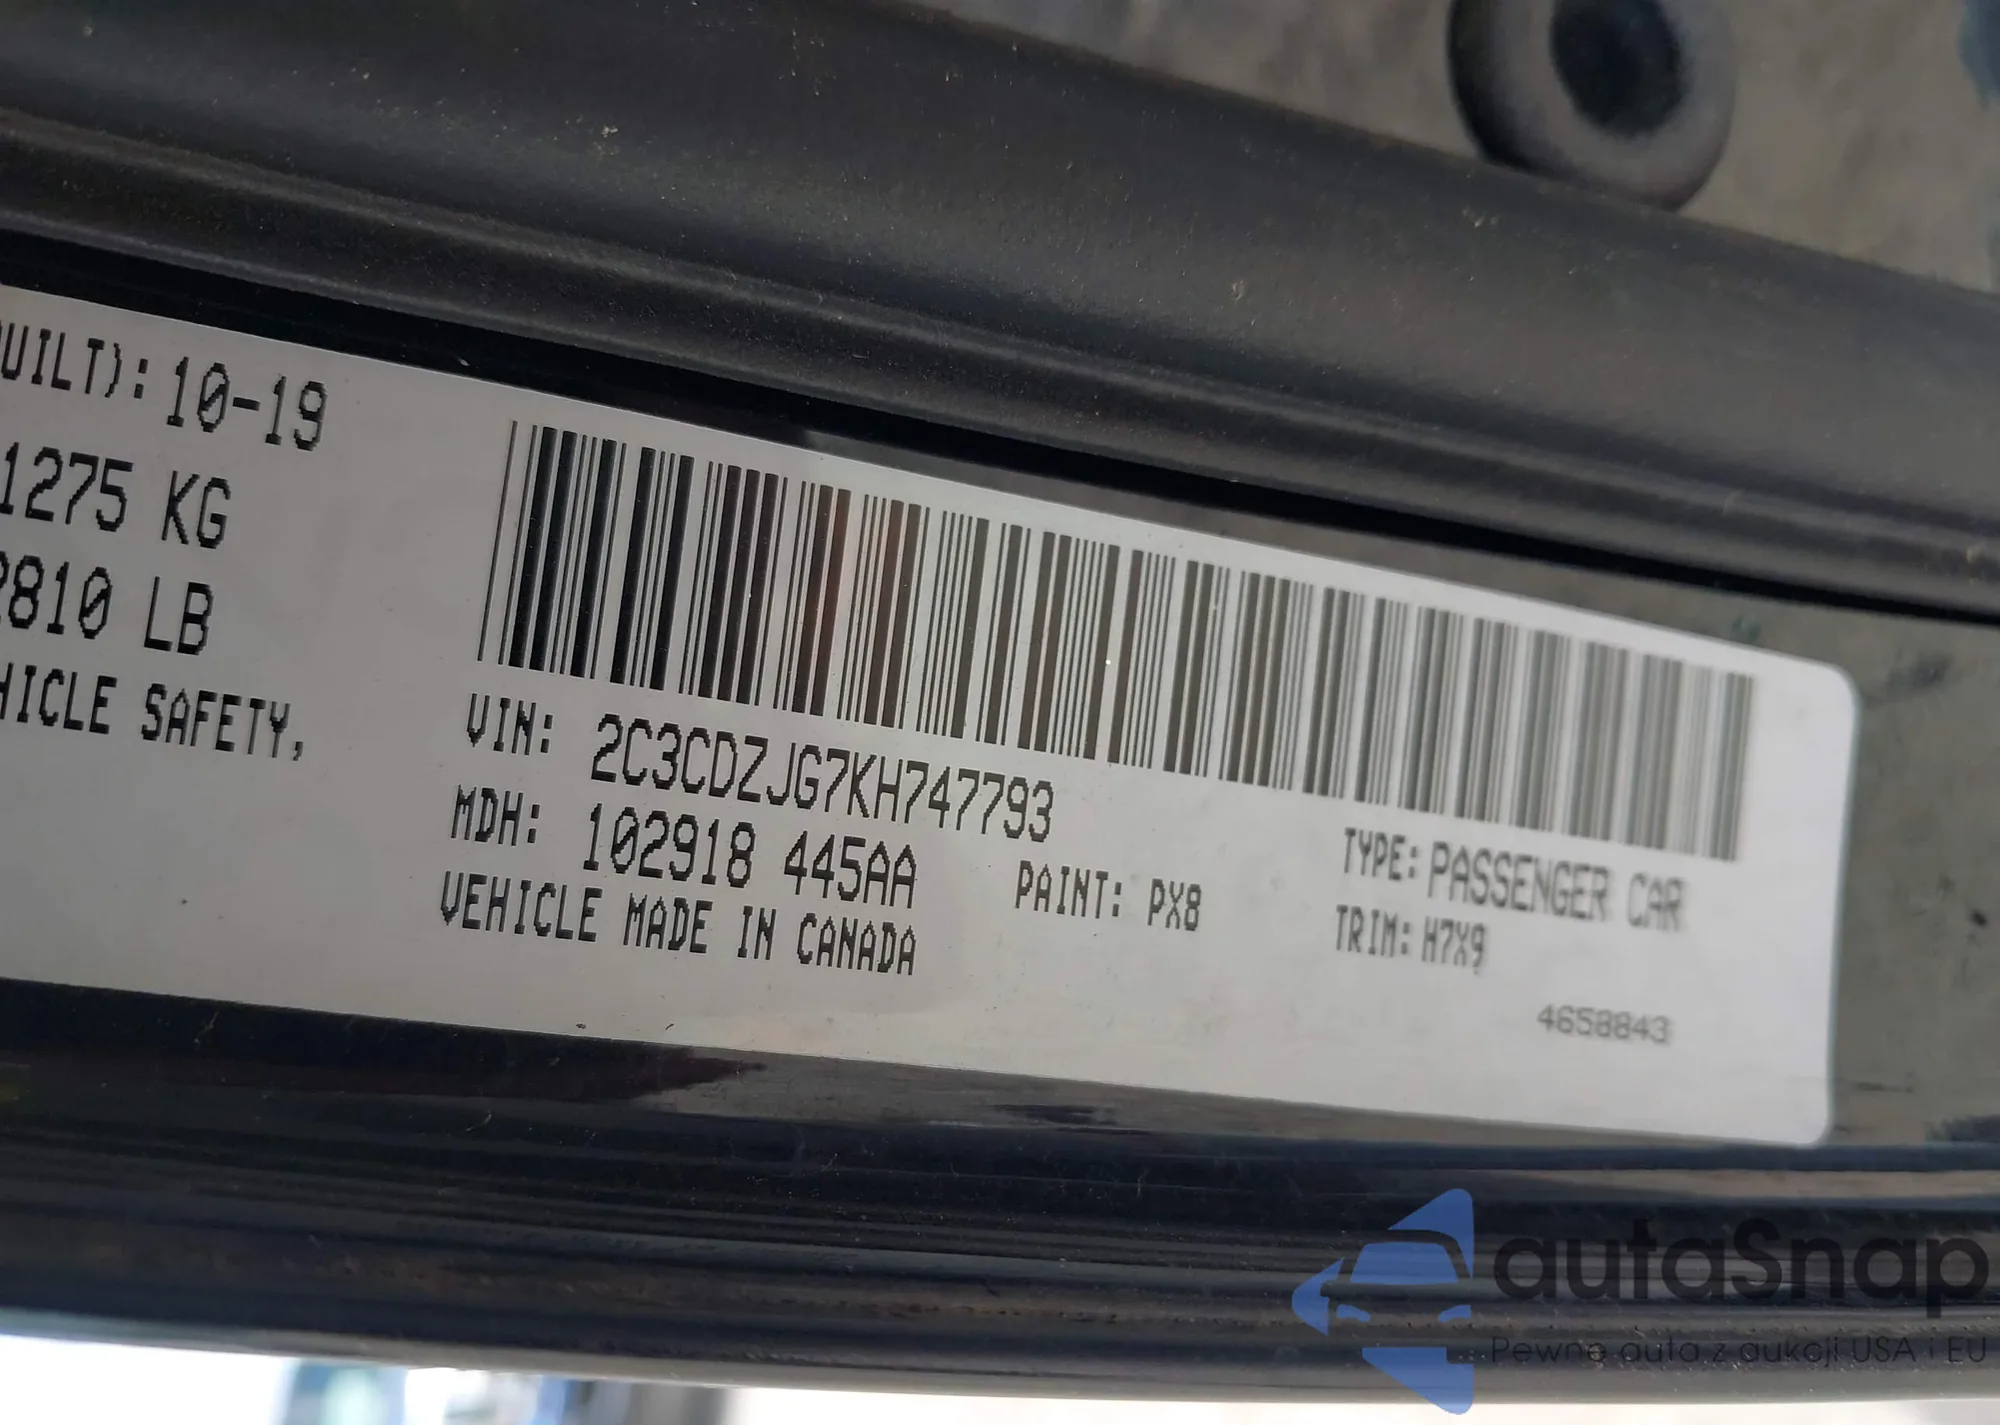 UILT): 10-19
1275 KG
2810 LB
HICLE SAFETY,
VIN: 2C3CDZJG7KH747793
MDH: 102918 445AA
PAINT: PX8
VEHICLE MADE IN CANADA
TYPE: PASSENGER CAR
TRIM: H7X9
4658843
autoSnap
Pewne auta z aukcji USA i EU